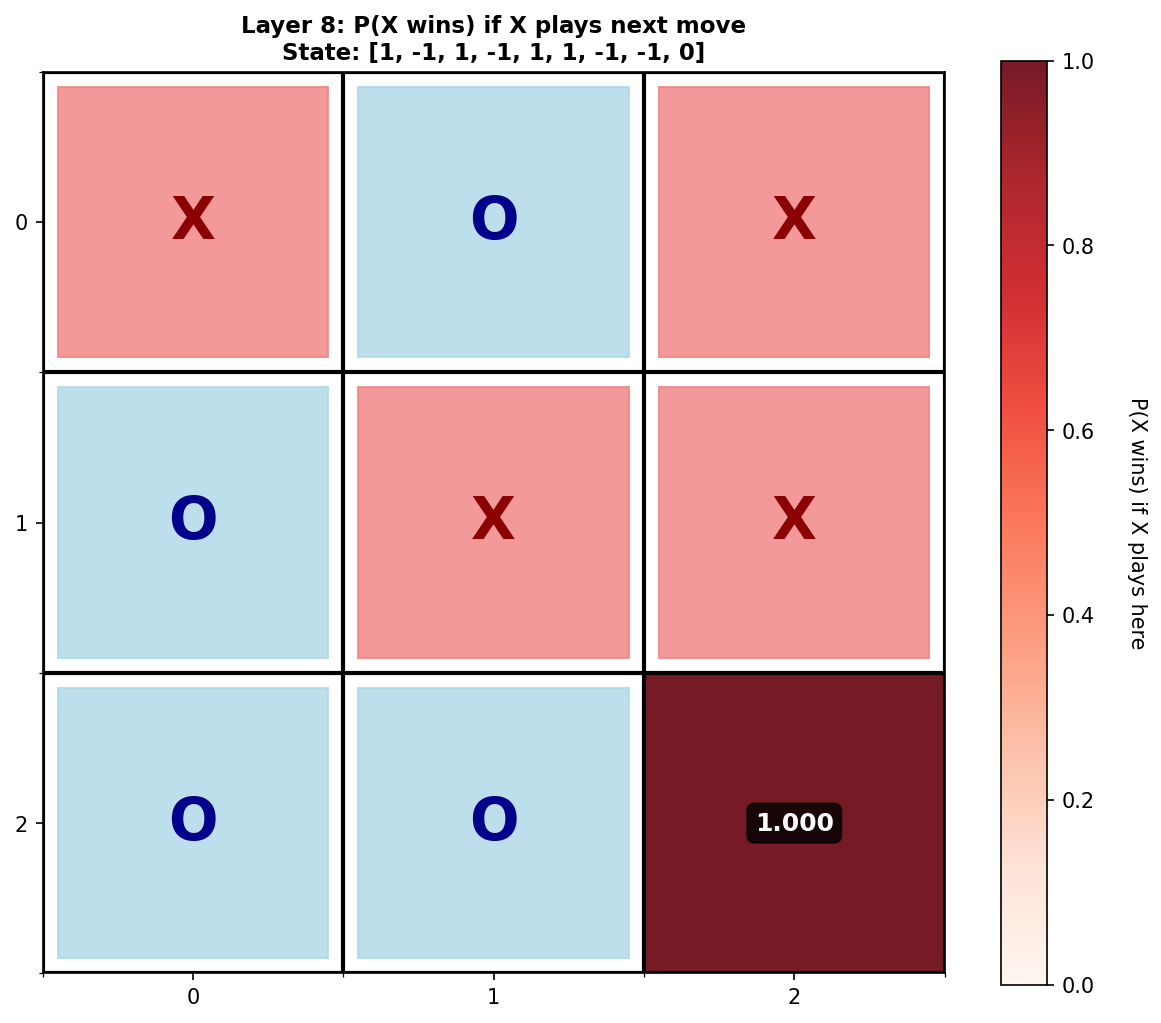 Layer 8: P(X wins) if X plays next move
State: [1, -1, 1, -1, 1, 1, -1, -1, 0]
0 X O X
1 O X X
2 O O 1.000
0 1 2
1.0
0.8
0.6
0.4
0.2
0.0
P(X wins) if X plays here